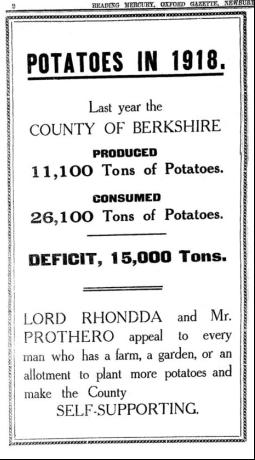 2 READING MERCURY, OXFORD GAZETTE, NEWBURY
POTATOES IN 1918.
Last year the
COUNTY OF BERKSHIRE
PRODUCED
11,100 Tons of Potatoes.
CONSUMED
26,100 Tons of Potatoes.
DEFICIT, 15,000 Tons.
LORD RHONDDA and Mr.
PROTHERO appeal to every
man who has a farm, a garden, or an
allotment to plant more potatoes and
make the County
SELF-SUPPORTING.